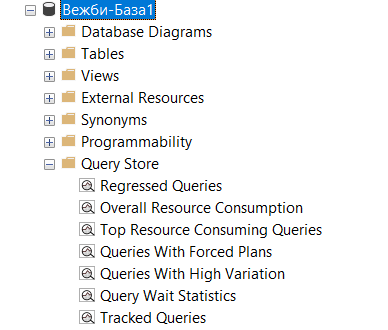 Вежби-База1
Database Diagrams
Tables
Views
External Resources
Synonyms
Programmability
Query Store
Regressed Queries
Overall Resource Consumption
Top Resource Consuming Queries
Queries With Forced Plans
Queries With High Variation
Query Wait Statistics
Tracked Queries